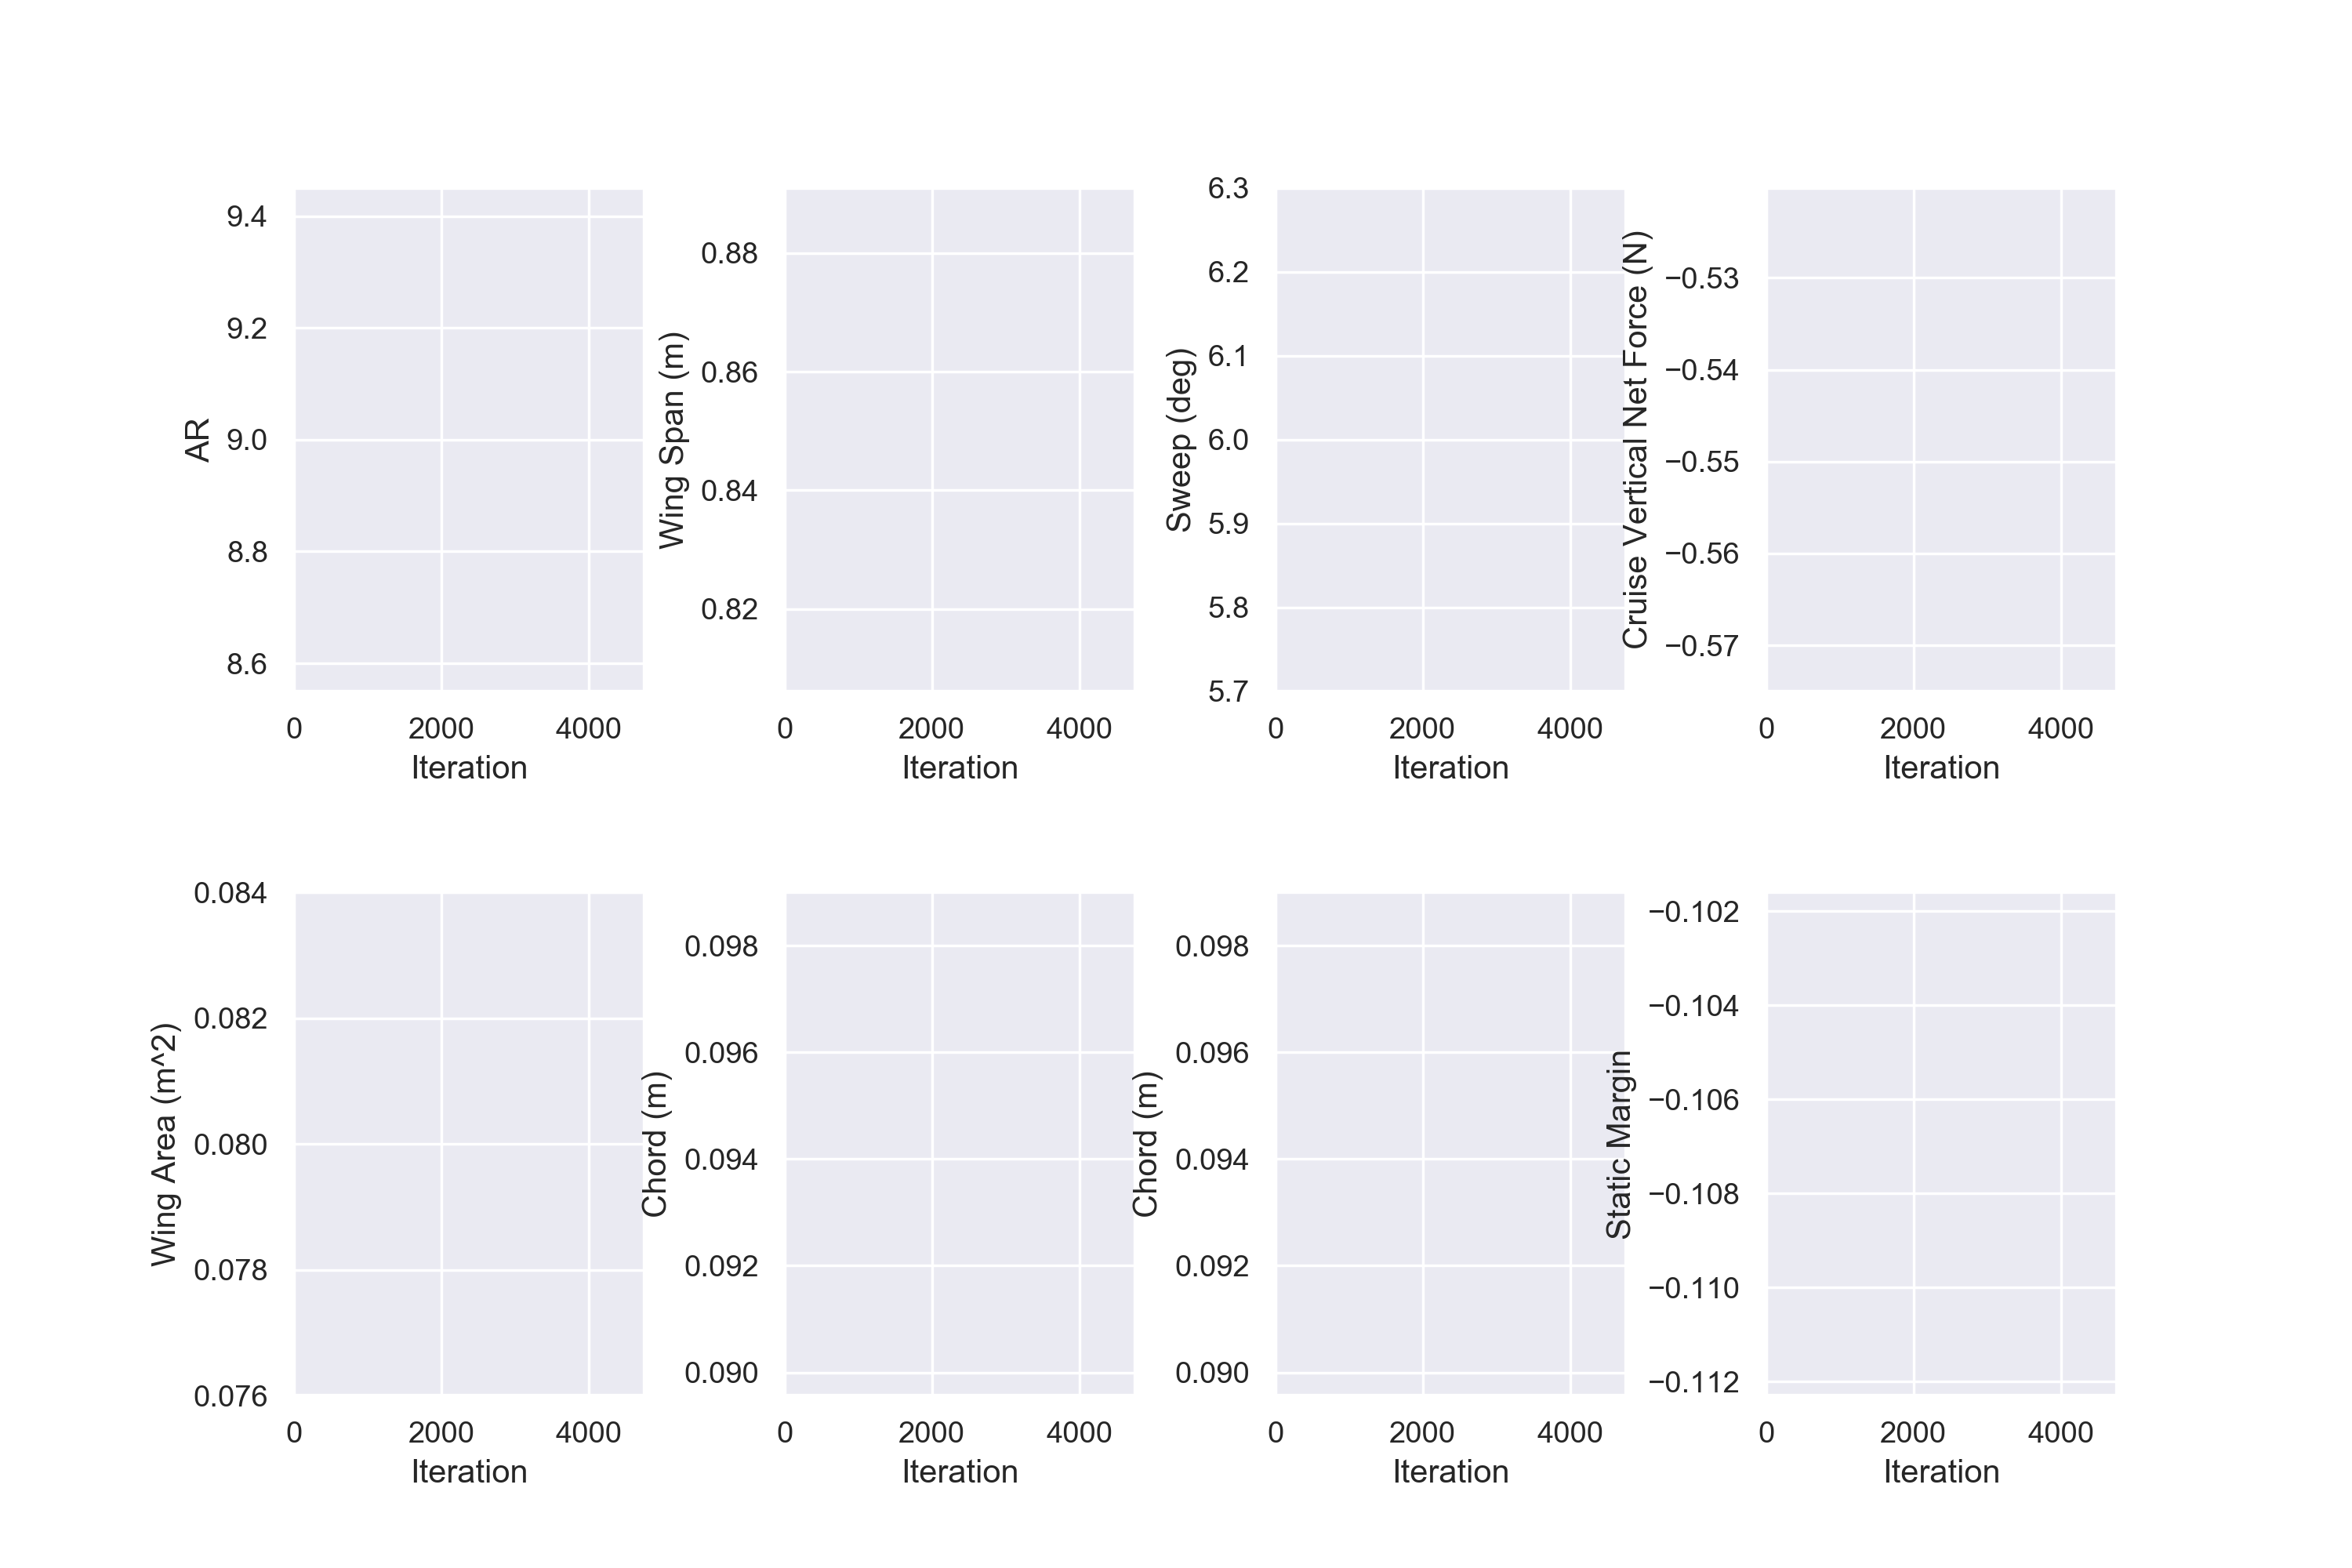 AR
9.4
9.2
9.0
8.8
8.6
0 2000 4000
Iteration
Wing Span (m)
0.88
0.86
0.84
0.82
0 2000 4000
Iteration
Sweep (deg)
6.3
6.2
6.1
6.0
5.9
5.8
5.7
0 2000 4000
Iteration
Cruise Vertical Net Force (N)
−0.53
−0.54
−0.55
−0.56
−0.57
0 2000 4000
Iteration
Wing Area (m^2)
0.084
0.082
0.080
0.078
0.076
0 2000 4000
Iteration
Chord (m)
0.098
0.096
0.094
0.092
0.090
0 2000 4000
Iteration
Chord (m)
0.098
0.096
0.094
0.092
0.090
0 2000 4000
Iteration
Static Margin
−0.102
−0.104
−0.106
−0.108
−0.110
−0.112
0 2000 4000
Iteration